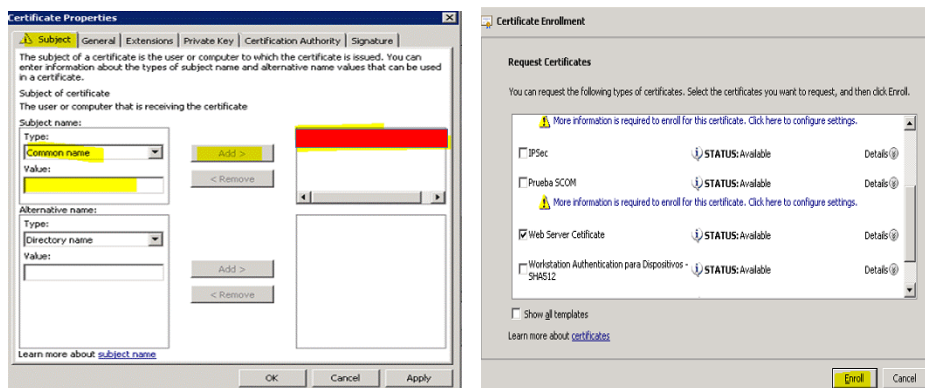 Certificate Properties
Subject
General
Extensions
Private Key
Certification Authority
Signature
The subject of a certificate is the user or computer to which the certificate is issued. You can
enter information about the types of subject name and alternative name values that can be used
in a certificate.
Subject of certificate
The user or computer that is receiving the certificate
Subject name:
Type:
Common name
Add >
Value:
< Remove
Alternative name:
Type:
Directory name
Value:
Add >
< Remove
Learn more about subject name
OK
Cancel
Apply
Certificate Enrollment
Request Certificates
You can request the following types of certificates. Select the certificates you want to request, and then click Enroll.
More information is required to enroll for this certificate. Click here to configure settings.
IPSec STATUS: Available Details
Prueba SCOM STATUS: Available Details
More information is required to enroll for this certificate. Click here to configure settings.
Web Server Cetificate STATUS: Available Details
Workstation Authentication para Dispositivos -
SHA512
STATUS: Available Details
Show all templates
Learn more about certificates
Enroll
Cancel